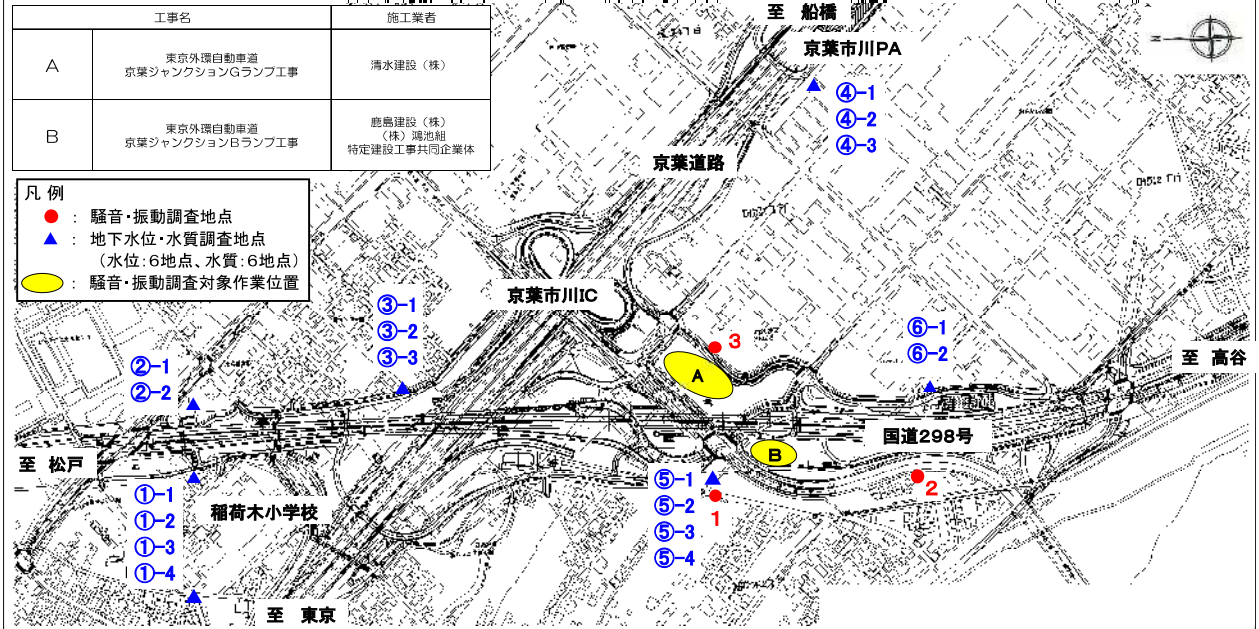 工事名
施工業者
A
東京外環自動車道
京葉ジャンクションGランプ工事
清水建設（株）
B
東京外環自動車道
京葉ジャンクションBランプ工事
鹿島建設（株）
（株）鴻池組
特定建設工事共同企業体
凡 例
： 騒音・振動調査地点
： 地下水位・水質調査地点
（水位：6地点、水質：6地点）
： 騒音・振動調査対象作業位置
至 船橋
京葉市川PA
④-1
④-2
④-3
京葉道路
京葉市川IC
③-1
③-2
③-3
②-1
②-2
3
A
⑥-1
⑥-2
至 高谷
国道298号
B
至 松戸
①-1
①-2
①-3
①-4
稲荷木小学校
⑤-1
⑤-2
⑤-3
⑤-4
1
2
至 東京